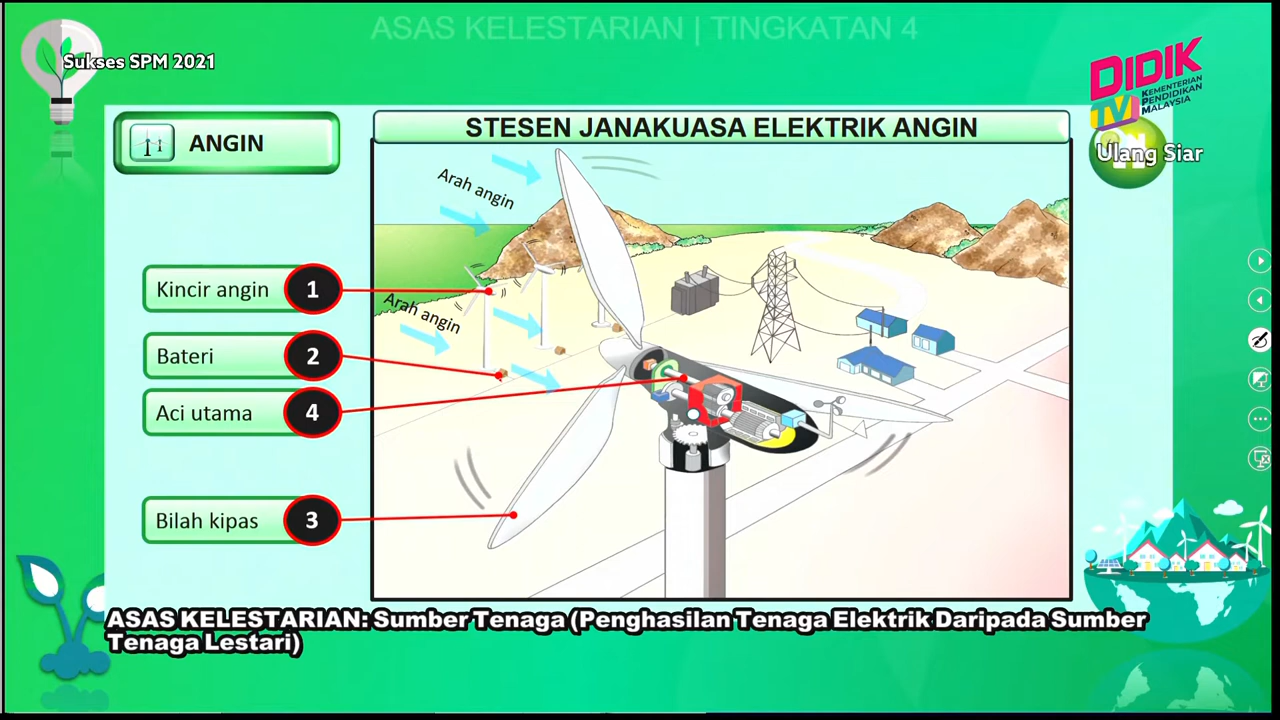 ASAS KELESTARIAN | TINGKATAN 4
Sukses SPM 2021
DIDIK
TV
KEMENTERIAN
PENDIDIKAN
MALAYSIA
Ulang Siar
ANGIN
STESEN JANAKUASA ELEKTRIK ANGIN
Arah angin
Arah angin
Kincir angin 1
Bateri 2
Aci utama 4
Bilah kipas 3
ASAS KELESTARIAN: Sumber Tenaga (Penghasilan Tenaga Elektrik Daripada Sumber
Tenaga Lestari)